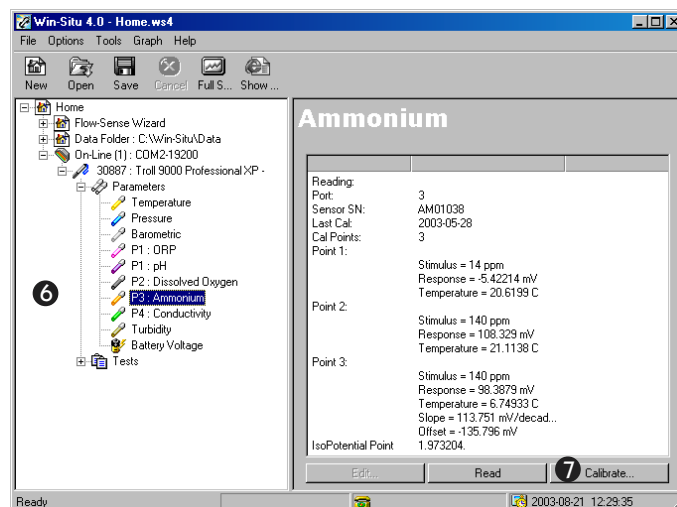 Win-Situ 4.0 - Home.ws4
File Options Tools Graph Help
New Open Save Cancel Full S... Show ...
Home
Flow-Sense Wizard
Data Folder : C:\Win-Situ\Data
On-Line (1) : COM2-19200
30887 : Troll 9000 Professional XP -
Parameters
Temperature
Pressure
Barometric
P1 : ORP
P1 : pH
P2 : Dissolved Oxygen
6
P3 : Ammonium
P4 : Conductivity
Turbidity
Battery Voltage
Tests
Ammonium
Reading:
Port: 3
Sensor SN: AM01038
Last Cal: 2003-05-28
Cal Points: 3
Point 1:
Stimulus = 14 ppm
Response = -5.42214 mV
Temperature = 20.6199 C
Point 2:
Stimulus = 140 ppm
Response = 108.329 mV
Temperature = 21.1138 C
Point 3:
Stimulus = 140 ppm
Response = 98.3879 mV
Temperature = 6.74933 C
Slope = 113.751 mV/decad...
Offset = -135.796 mV
IsoPotential Point 1.973204.
Edit... Read 7 Calibrate...
Ready 2003-08-21 12:29:35